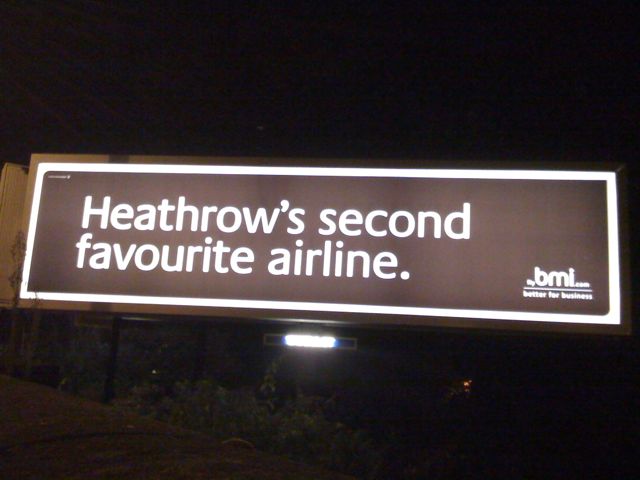 Heathrow's second
favourite airline.
flybmi.com
better for business